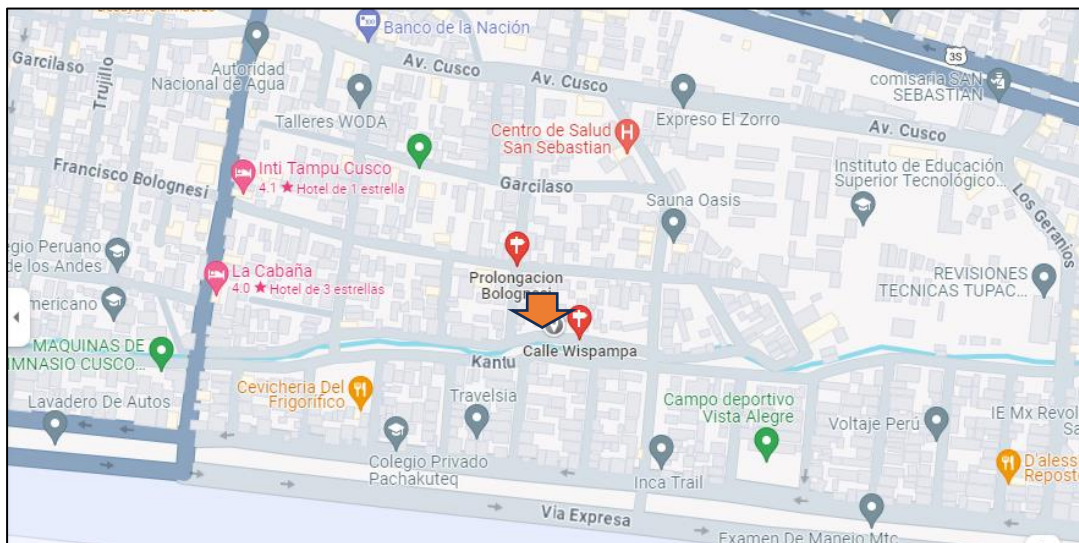 Banco de la Nación
Garcilaso
Trujillo
Autoridad
Nacional de Agua
Av. Cusco
Av. Cusco
3S
comisaria SAN
SEBASTIAN
Talleres WODA
Centro de Salud
San Sebastian
Expreso El Zorro
Av. Cusco
Francisco Bolognesi
Inti Tampu Cusco
4.1 ★ Hotel de 1 estrella
Garcilaso
Instituto de Educación
Superior Tecnológico...
Los Geranios
Sauna Oasis
egio Peruano
de los Andes
La Cabaña
4.0 ★ Hotel de 3 estrellas
Prolongacion
REVISIONES
TECNICAS TUPAC...
mericano
MAQUINAS DE
IMNASIO CUSCO...
Kantu
Calle Wispampa
Cevicheria Del
Frigorifico
Travelsia
Campo deportivo
Vista Alegre
Lavadero De Autos
Voltaje Perú
IE Mx Revol
Sa
Colegio Privado
Pachakuteq
Inca Trail
D'aless
Repost
Via Expresa
Examen De Manejo Mtc